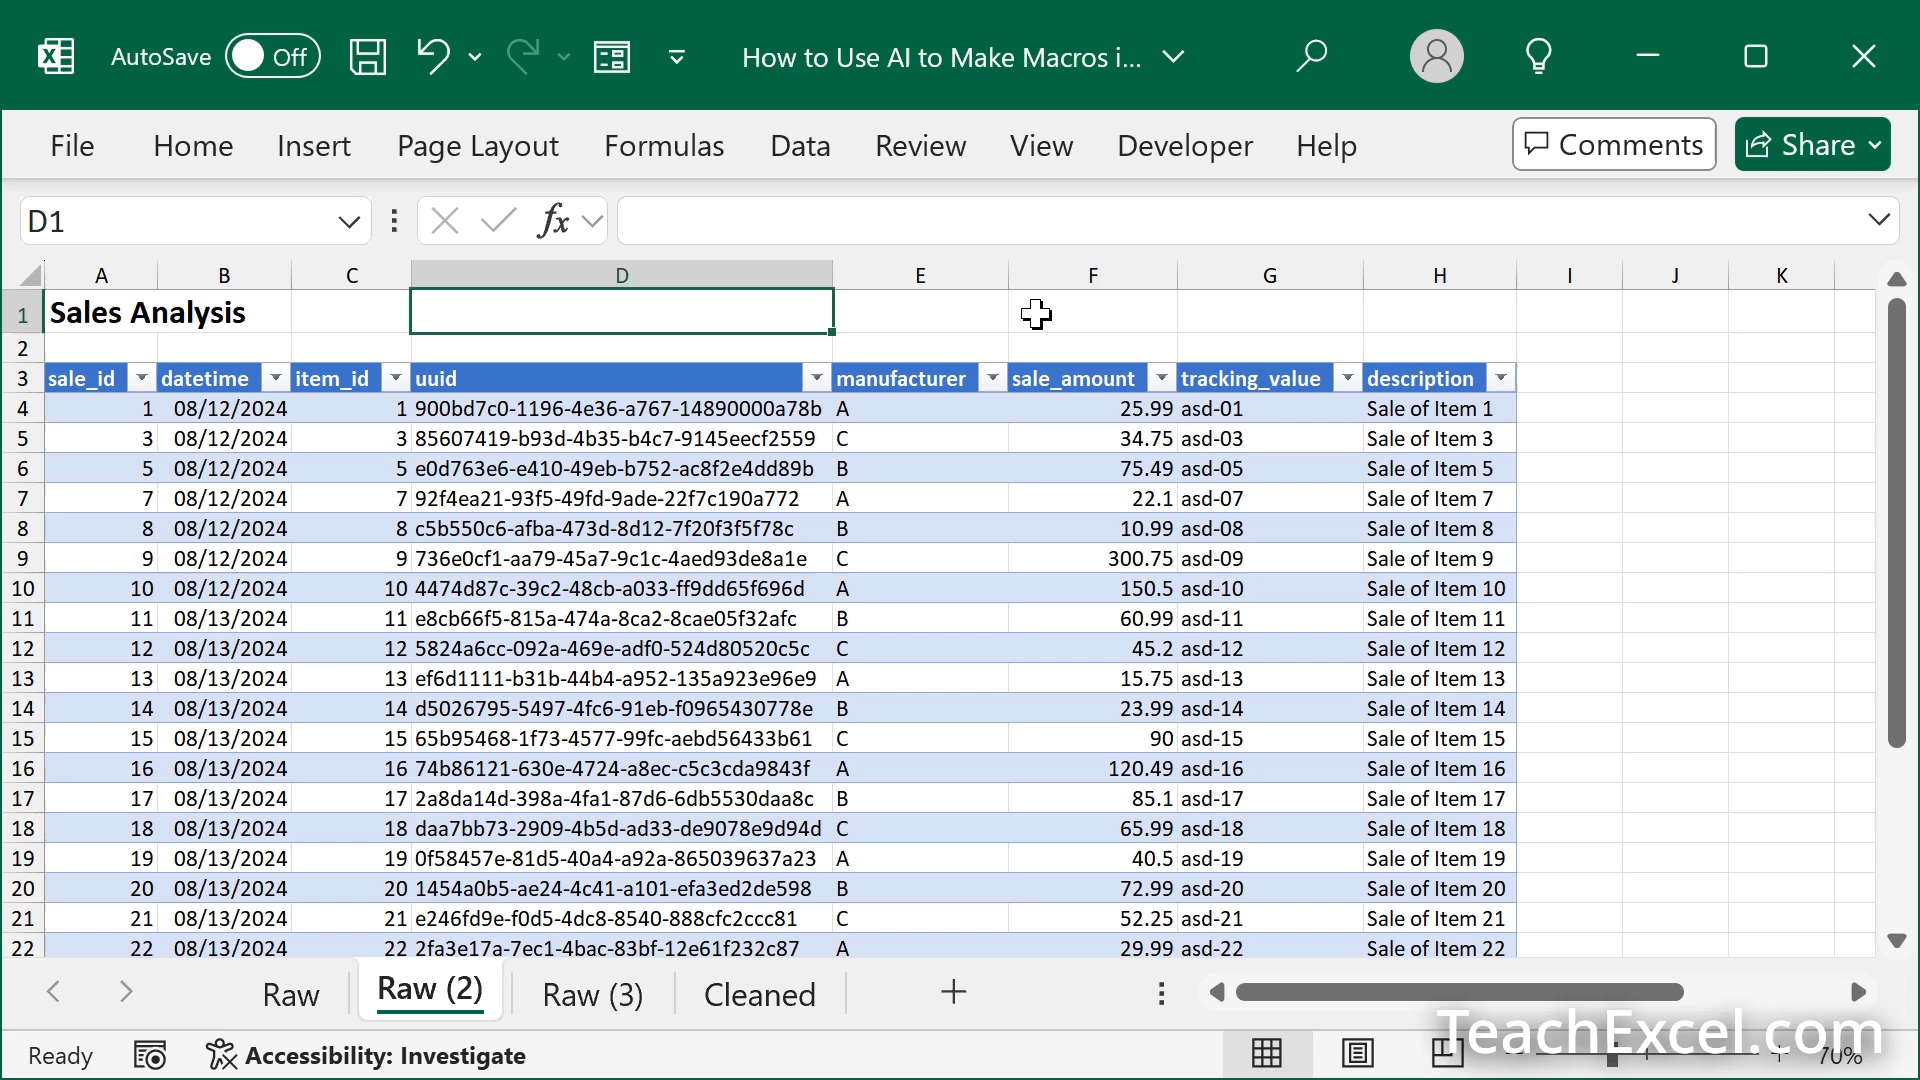 AutoSave Off How to Use AI to Make Macros i...
File Home Insert Page Layout Formulas Data Review View Developer Help Comments Share
D1 fx
A B C D E F G H I J K
1 Sales Analysis
2
3 sale_id datetime item_id uuid manufacturer sale_amount tracking_value description
4 1 08/12/2024 1 900bd7c0-1196-4e36-a767-14890000a78b A 25.99 asd-01 Sale of Item 1
5 3 08/12/2024 3 85607419-b93d-4b35-b4c7-9145eecf2559 C 34.75 asd-03 Sale of Item 3
6 5 08/12/2024 5 e0d763e6-e410-49eb-b752-ac8f2e4dd89b B 75.49 asd-05 Sale of Item 5
7 7 08/12/2024 7 92f4ea21-93f5-49fd-9ade-22f7c190a772 A 22.1 asd-07 Sale of Item 7
8 8 08/12/2024 8 c5b550c6-afba-473d-8d12-7f20f3f5f78c B 10.99 asd-08 Sale of Item 8
9 9 08/12/2024 9 736e0cf1-aa79-45a7-9c1c-4aed93de8a1e C 300.75 asd-09 Sale of Item 9
10 10 08/12/2024 10 4474d87c-39c2-48cb-a033-ff9dd65f696d A 150.5 asd-10 Sale of Item 10
11 11 08/13/2024 11 e8cb66f5-815a-474a-8ca2-8cae05f32afc B 60.99 asd-11 Sale of Item 11
12 12 08/13/2024 12 5824a6cc-092a-469e-adf0-524d80520c5c C 45.2 asd-12 Sale of Item 12
13 13 08/13/2024 13 ef6d1111-b31b-44b4-a952-135a923e96e9 A 15.75 asd-13 Sale of Item 13
14 14 08/13/2024 14 d5026795-5497-4fc6-91eb-f0965430778e B 23.99 asd-14 Sale of Item 14
15 15 08/13/2024 15 65b95468-1f73-4577-99fc-aebd56433b61 C 90 asd-15 Sale of Item 15
16 16 08/13/2024 16 74b86121-630e-4724-a8ec-c5c3cda9843f A 120.49 asd-16 Sale of Item 16
17 17 08/13/2024 17 2a8da14d-398a-4fa1-87d6-6db5530daa8c B 85.1 asd-17 Sale of Item 17
18 18 08/13/2024 18 daa7bb73-2909-4b5d-ad33-de9078e9d94d C 65.99 asd-18 Sale of Item 18
19 19 08/13/2024 19 0f58457e-81d5-40a4-a92a-865039637a23 A 40.5 asd-19 Sale of Item 19
20 20 08/13/2024 20 1454a0b5-ae24-4c41-a101-efa3ed2de598 B 72.99 asd-20 Sale of Item 20
21 21 08/13/2024 21 e246fd9e-f0d5-4dc8-8540-888cfc2ccc81 C 52.25 asd-21 Sale of Item 21
22 22 08/13/2024 22 2fa3e17a-7ec1-4bac-83bf-12e61f232c87 A 29.99 asd-22 Sale of Item 22
Raw Raw (2) Raw (3) Cleaned
TeachExcel.com
Ready Accessibility: Investigate 70%